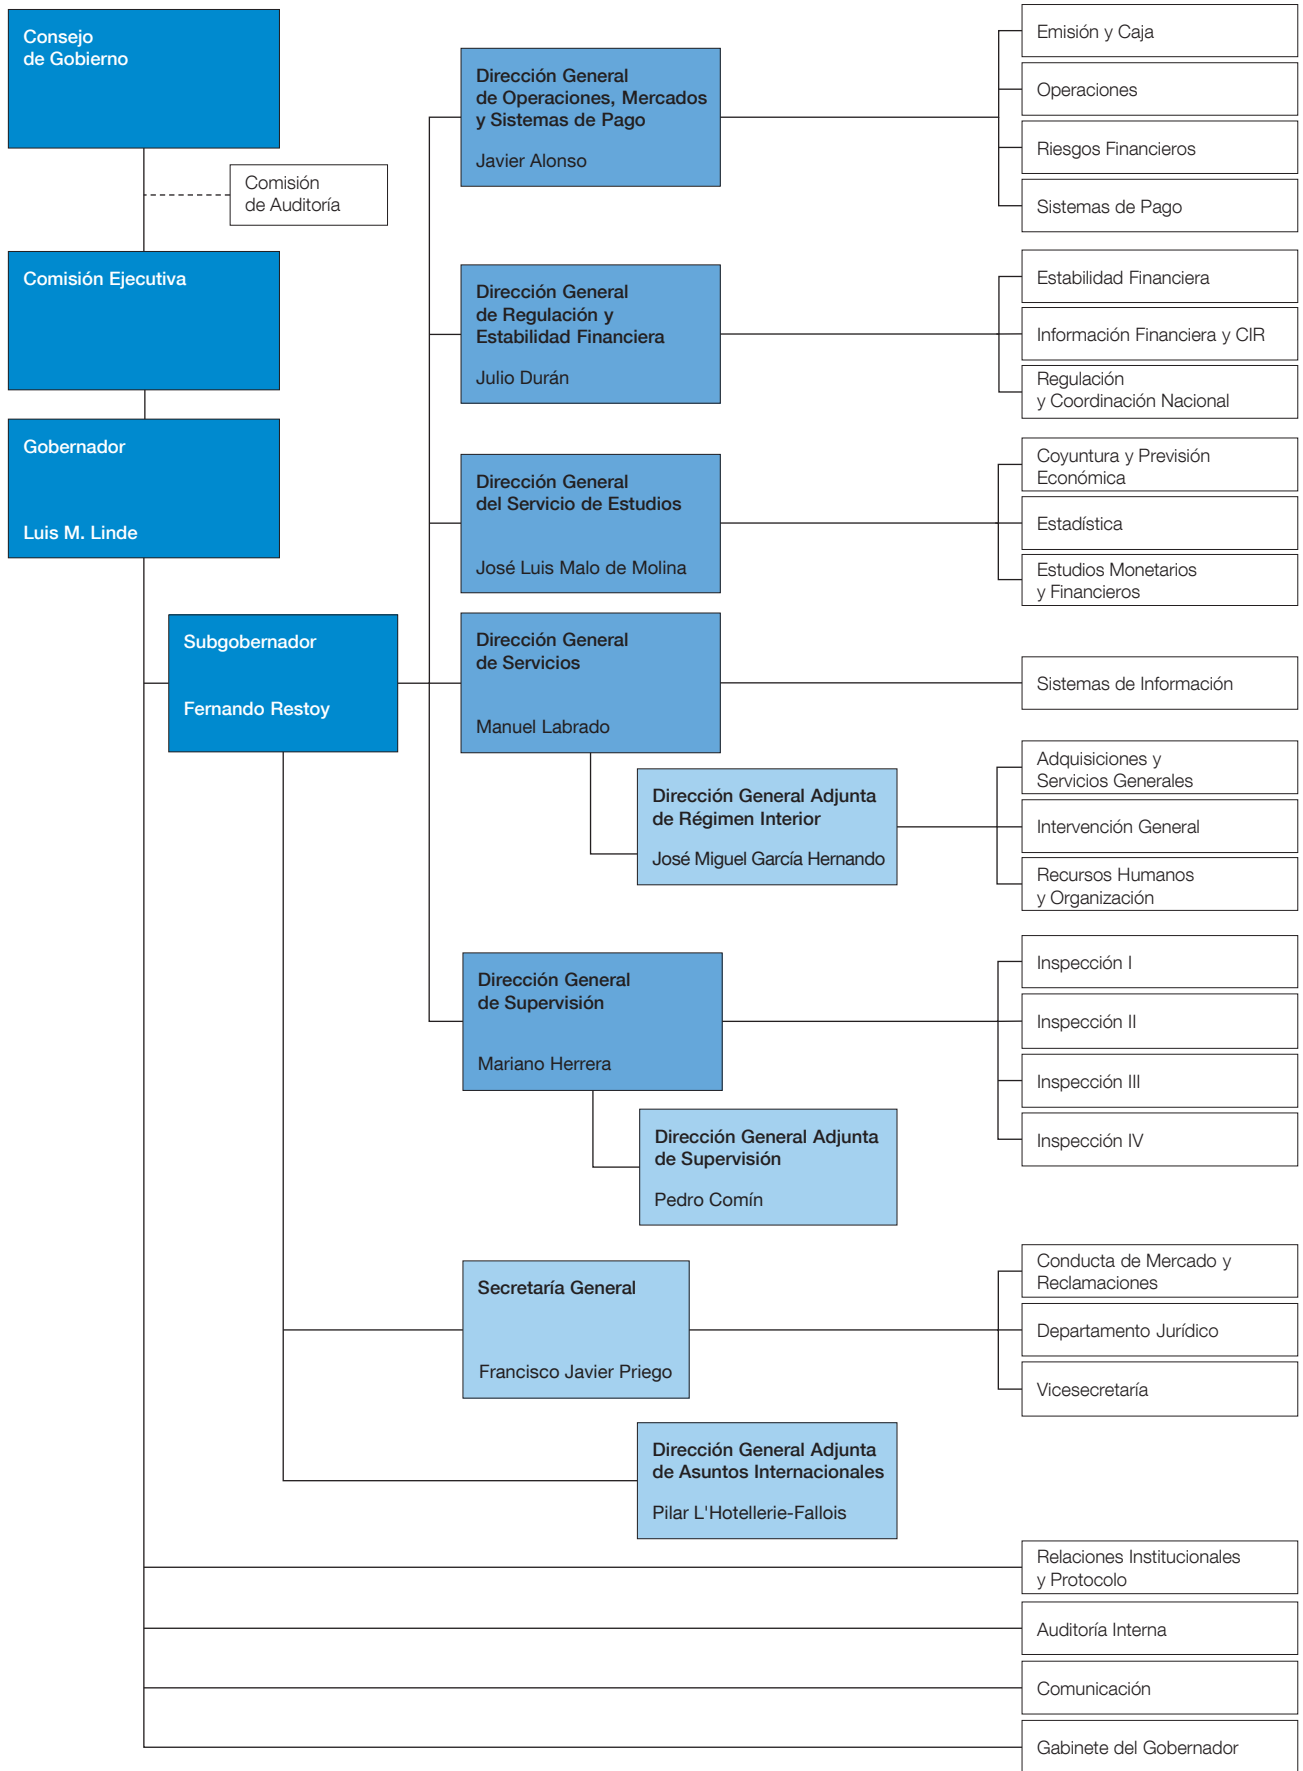 Consejo
de Gobierno
Comisión
de Auditoría
Comisión Ejecutiva
Gobernador
Luis M. Linde
Subgobernador
Fernando Restoy
Dirección General
de Operaciones, Mercados
y Sistemas de Pago
Javier Alonso
Emisión y Caja
Operaciones
Riesgos Financieros
Sistemas de Pago
Dirección General
de Regulación y
Estabilidad Financiera
Julio Durán
Estabilidad Financiera
Información Financiera y CIR
Regulación
y Coordinación Nacional
Dirección General
del Servicio de Estudios
José Luis Malo de Molina
Coyuntura y Previsión
Económica
Estadística
Estudios Monetarios
y Financieros
Dirección General
de Servicios
Manuel Labrado
Sistemas de Información
Dirección General Adjunta
de Régimen Interior
José Miguel García Hernando
Adquisiciones y
Servicios Generales
Intervención General
Recursos Humanos
y Organización
Dirección General
de Supervisión
Mariano Herrera
Inspección I
Inspección II
Inspección III
Inspección IV
Dirección General Adjunta
de Supervisión
Pedro Comín
Secretaría General
Francisco Javier Priego
Conducta de Mercado y
Reclamaciones
Departamento Jurídico
Vicesecretaría
Dirección General Adjunta
de Asuntos Internacionales
Pilar L'Hotellerie-Fallois
Relaciones Institucionales
y Protocolo
Auditoría Interna
Comunicación
Gabinete del Gobernador